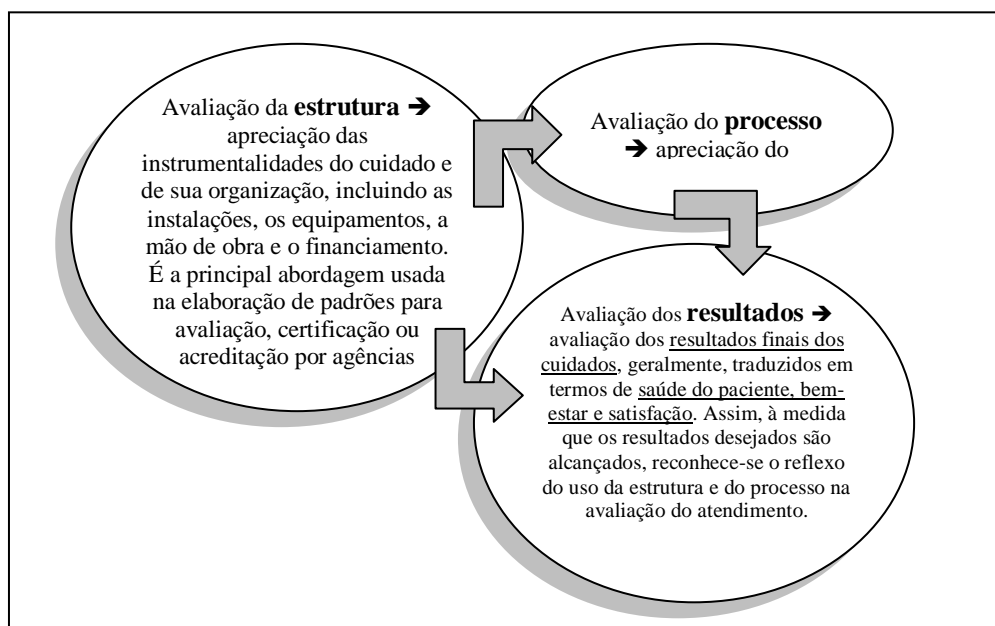 Avaliação da estrutura ➔
apreciação das
instrumentalidades do cuidado e
de sua organização, incluindo as
instalações, os equipamentos, a
mão de obra e o financiamento.
É a principal abordagem usada
na elaboração de padrões para
avaliação, certificação ou
acreditação por agências
Avaliação do processo
➔ apreciação do
Avaliação dos resultados ➔
avaliação dos resultados finais dos
cuidados, geralmente, traduzidos em
termos de saúde do paciente, bem-
estar e satisfação. Assim, à medida
que os resultados desejados são
alcançados, reconhece-se o reflexo
do uso da estrutura e do processo na
avaliação do atendimento.